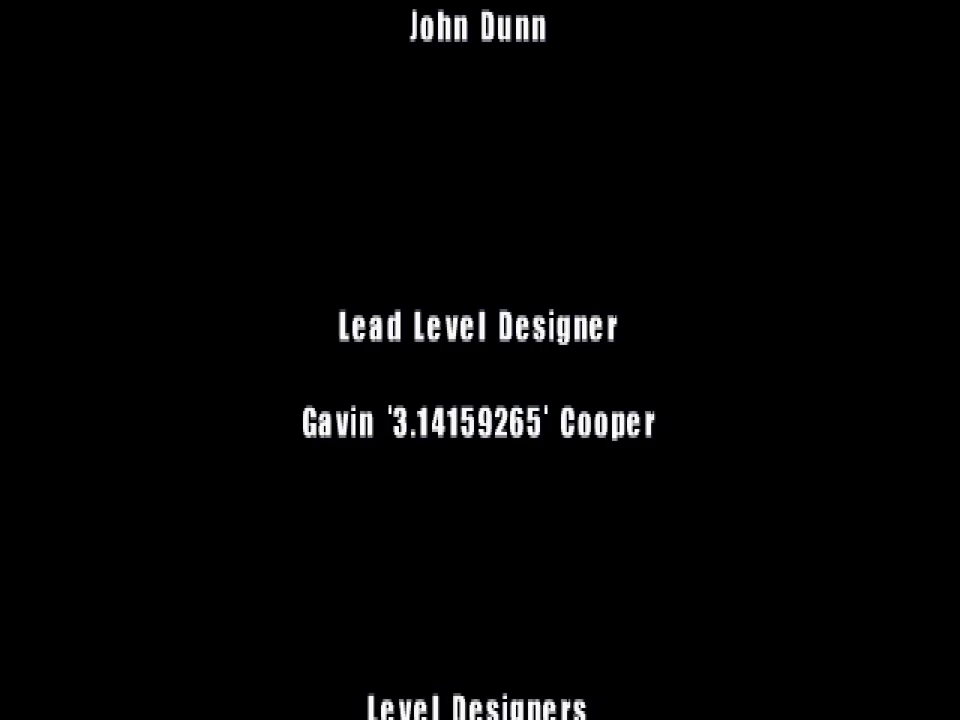 John Dunn
Lead Level Designer
Gavin '3.14159265' Cooper
Level Designers